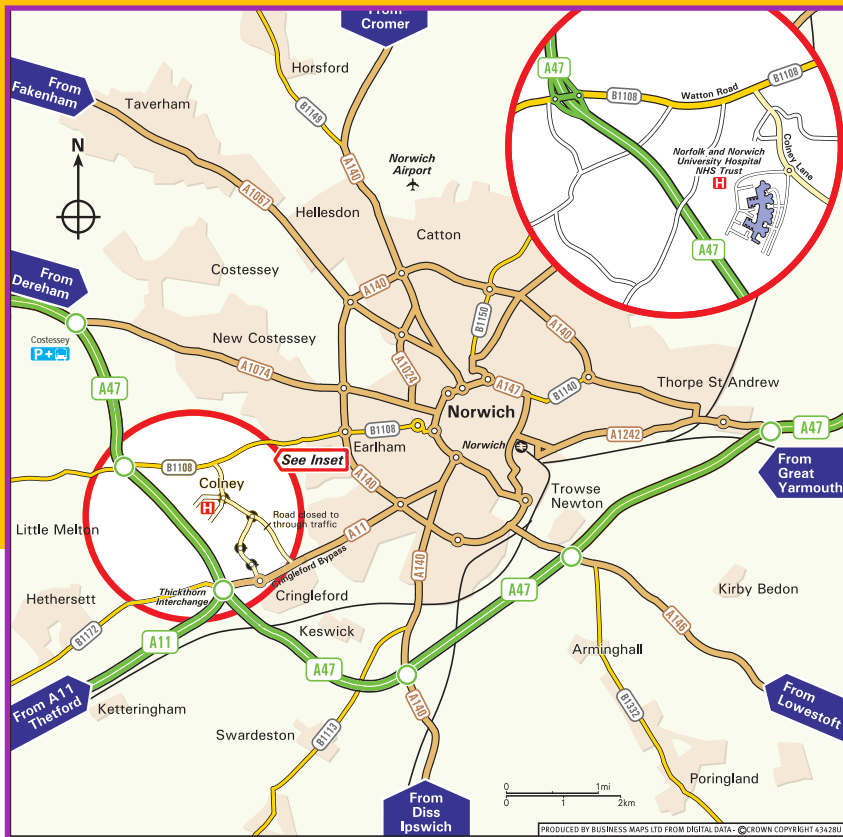 From
Cromer
From
Fakenham
Taverham
Horsford
B1149
A140
Norwich
Airport
N
A1067
Hellesdon
Catton
A47
B1108
Watton Road
B1108
Norfolk and Norwich
University Hospital
NHS Trust
H
Colney Lane
A47
From
Dereham
Costessey
A140
B1150
A140
Costessey
P+
New Costessey
A47
A1074
A1024
A147
B1140
Thorpe St Andrew
Norwich
B1108
Earlham
Norwich
A1242
A47
See Inset
From
Great
Yarmouth
B1108
Colney
H
Road closed to
through traffic
A140
Trowse
Newton
Little Melton
A11
Cringleford Bypass
A140
A47
Thickthorn
Interchange
Cringleford
Hethersett
B1172
A11
Keswick
A47
Kirby Bedon
A146
Arminghall
From A11
Thetford
Ketteringham
Swardeston
B1113
A140
B1332
From
Lowestoft
Poringland
From
Diss
Ipswich
0 1mi
0 1 2km
PRODUCED BY BUSINESS MAPS LTD FROM DIGITAL DATA - ©CROWN COPYRIGHT 43428U